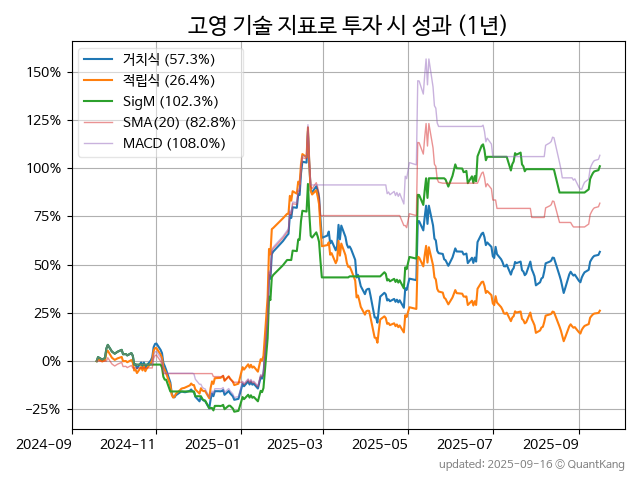 고영 기술 지표로 투자 시 성과 (1년)
거치식 (57.3%)
적립식 (26.4%)
SigM (102.3%)
SMA(20) (82.8%)
MACD (108.0%)
150%
125%
100%
75%
50%
25%
0%
−25%
2024-09 2024-11 2025-01 2025-03 2025-05 2025-07 2025-09
updated: 2025-09-16 © QuantKang